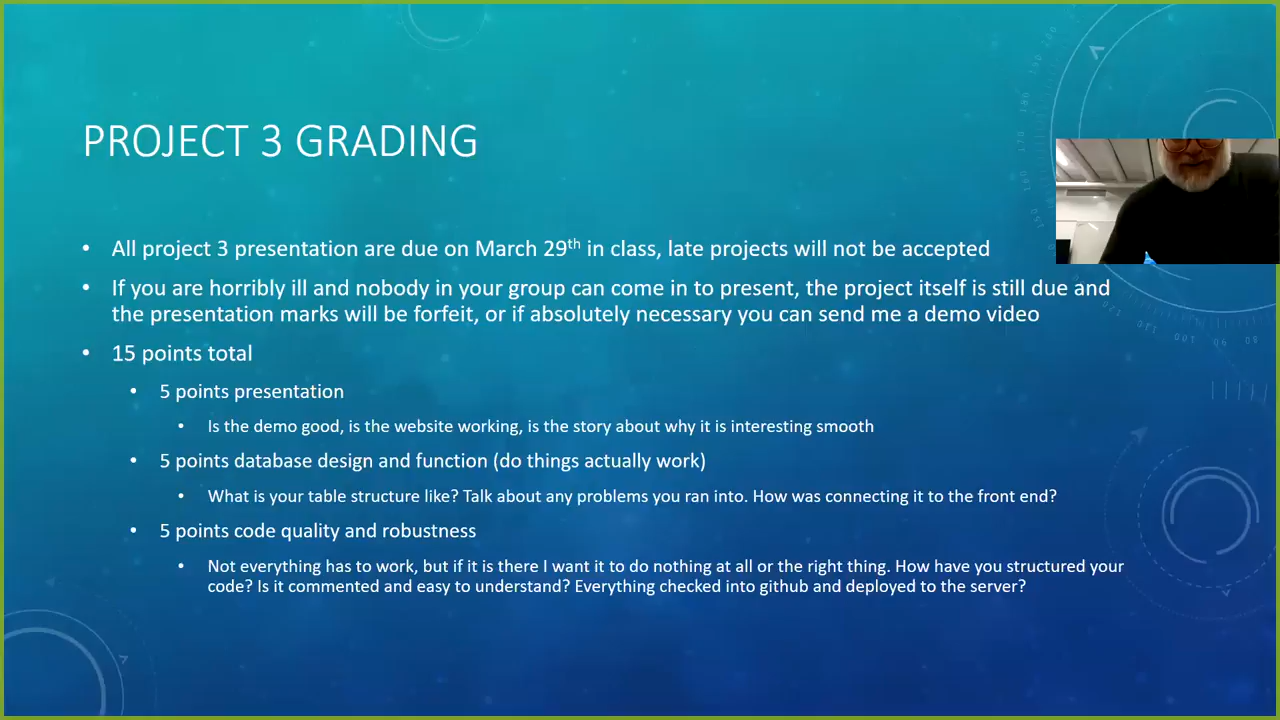 PROJECT 3 GRADING
• All project 3 presentation are due on March 29th in class, late projects will not be accepted
• If you are horribly ill and nobody in your group can come in to present, the project itself is still due and
the presentation marks will be forfeit, or if absolutely necessary you can send me a demo video
• 15 points total
• 5 points presentation
• Is the demo good, is the website working, is the story about why it is interesting smooth
• 5 points database design and function (do things actually work)
• What is your table structure like? Talk about any problems you ran into. How was connecting it to the front end?
• 5 points code quality and robustness
• Not everything has to work, but if it is there I want it to do nothing at all or the right thing. How have you structured your
code? Is it commented and easy to understand? Everything checked into github and deployed to the server?